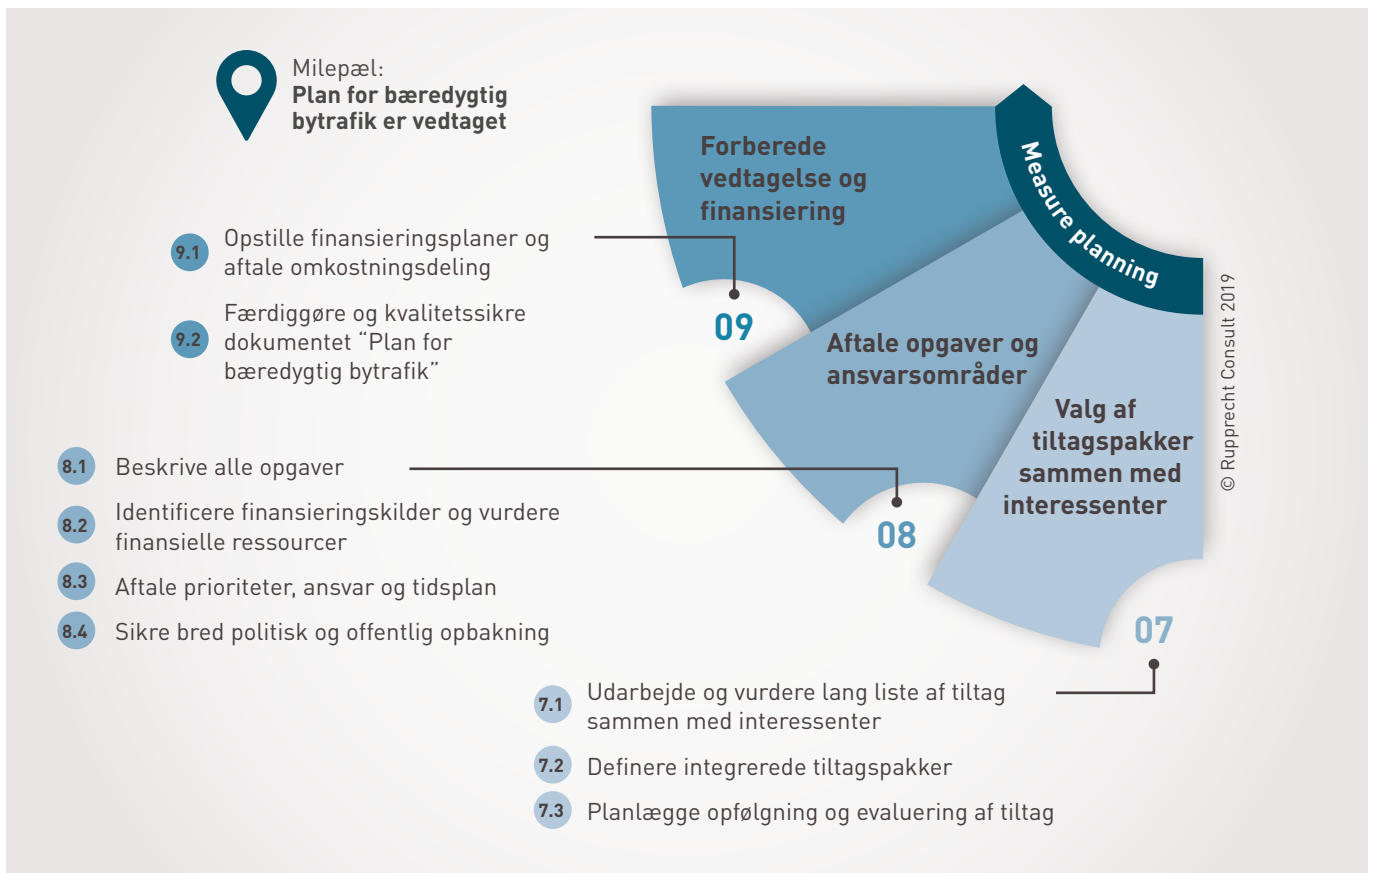 Milepæl:
Plan for bæredygtig
bytrafik er vedtaget
Measure planning
Forberede
vedtagelse og
finansiering
9.1
Opstille finansieringsplaner og
aftale omkostningsdeling
9.2
Færdiggøre og kvalitetssikre
dokumentet “Plan for
bæredygtig bytrafik”
09
Aftale opgaver og
ansvarsområder
8.1
Beskrive alle opgaver
8.2
Identificere finansieringskilder og vurdere
finansielle ressourcer
8.3
Aftale prioriteter, ansvar og tidsplan
8.4
Sikre bred politisk og offentlig opbakning
08
Valg af
tiltagspakker
sammen med
interessenter
07
7.1
Udarbejde og vurdere lang liste af tiltag
sammen med interessenter
7.2
Definere integrerede tiltagspakker
7.3
Planlægge opfølgning og evaluering af tiltag
© Rupprecht Consult 2019